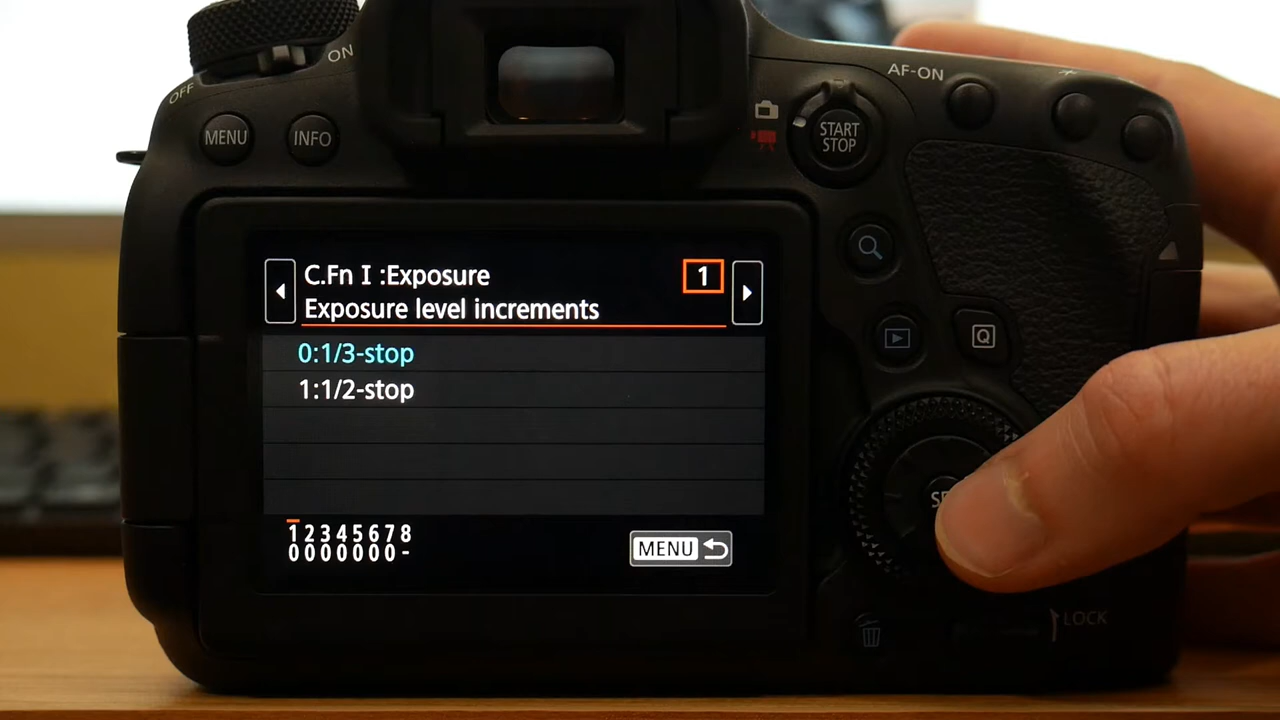 ON
OFF
MENU
INFO
AF-ON
START
STOP
C.Fn I :Exposure
1
Exposure level increments
0:1/3-stop
1:1/2-stop
12345678
0000000-
MENU
Q
LOCK